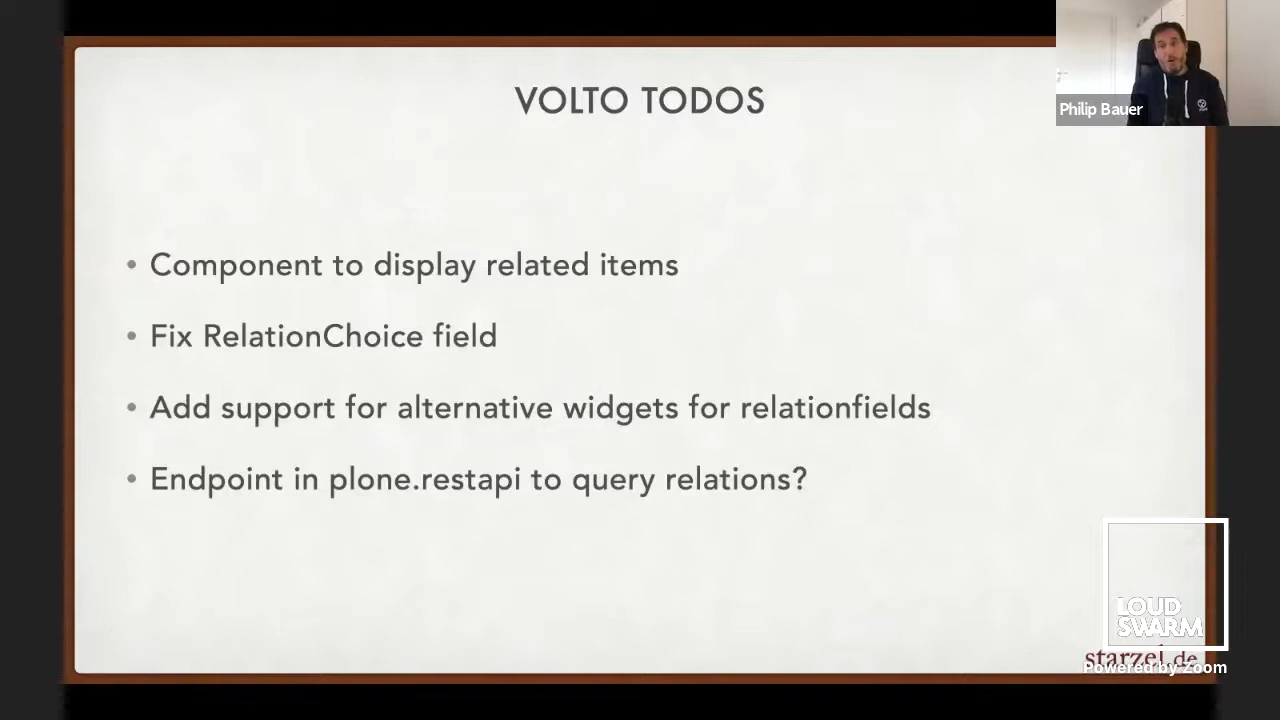 VOLTO TODOS
Philip Bauer
• Component to display related items
• Fix RelationChoice field
• Add support for alternative widgets for relationfields
• Endpoint in plone.restapi to query relations?
LOUD
SWARM
starzel.de
Powered by Zoom